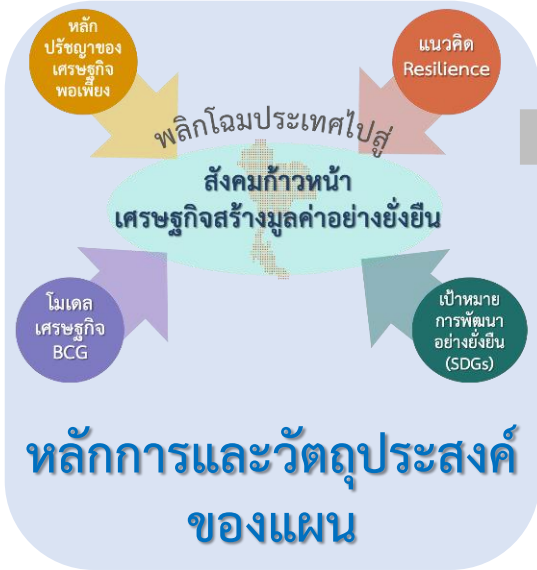 หลัก
ปรัชญาของ
เศรษฐกิจ
พอเพียง
แนวคิด
Resilience
พลิกโฉมประเทศไปสู่
สังคมก้าวหน้า
เศรษฐกิจสร้างมูลค่าอย่างยั่งยืน
โมเดล
เศรษฐกิจ
BCG
เป้าหมาย
การพัฒนา
อย่างยั่งยืน
(SDGs)
หลักการและวัตถุประสงค์
ของแผน